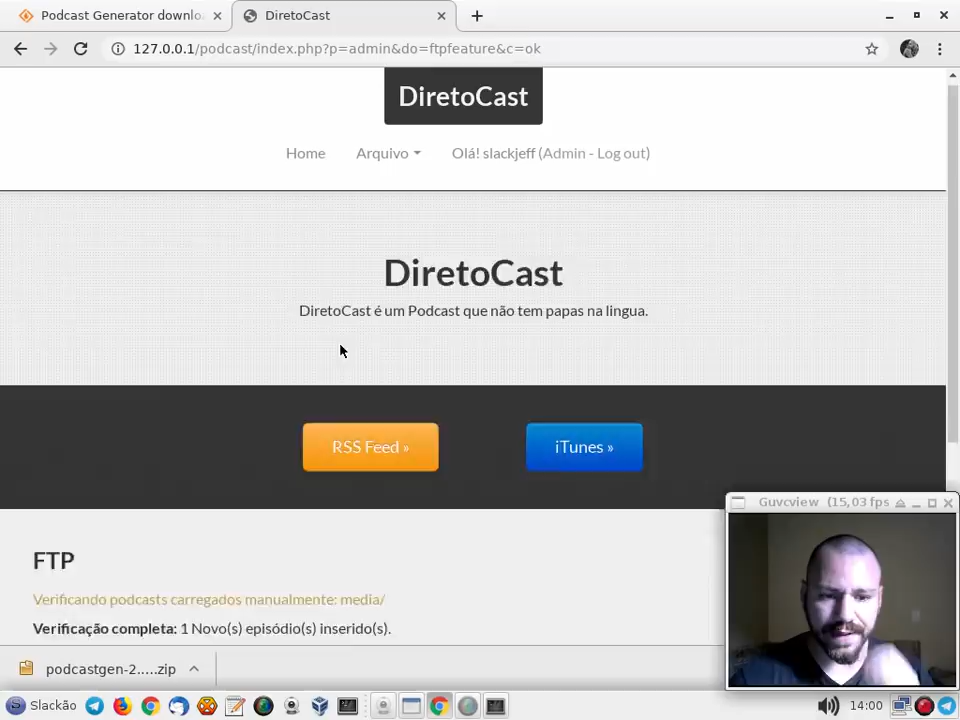 Podcast Generator downlo
DiretoCast
127.0.0.1/podcast/index.php?p=admin&do=ftpfeature&c=ok
DiretoCast
Home Arquivo Olá! slackjeff (Admin - Log out)
DiretoCast
DiretoCast é um Podcast que não tem papas na lingua.
RSS Feed » iTunes »
Guvcview (15,03 fps
FTP
Verificando podcasts carregados manualmente: media/
Verificação completa: 1 Novo(s) episódio(s) inserido(s).
podcastgen-2.....zip
Slackão 14:00